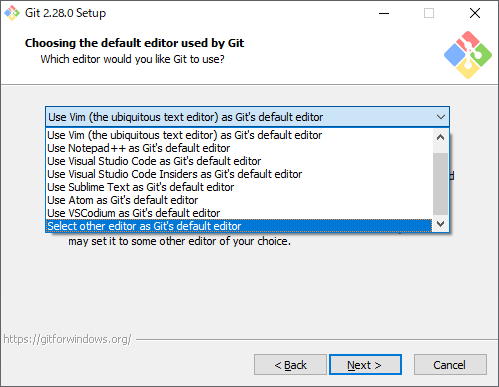 Git 2.28.0 Setup
Choosing the default editor used by Git
Which editor would you like Git to use?
Use Vim (the ubiquitous text editor) as Git's default editor
Use Vim (the ubiquitous text editor) as Git's default editor
Use Notepad++ as Git's default editor
Use Visual Studio Code as Git's default editor
Use Visual Studio Code Insiders as Git's default editor
Use Sublime Text as Git's default editor
Use Atom as Git's default editor
Use VSCodium as Git's default editor
Select other editor as Git's default editor
may set it to some other editor of your choice.
https://gitforwindows.org/
< Back
Next >
Cancel